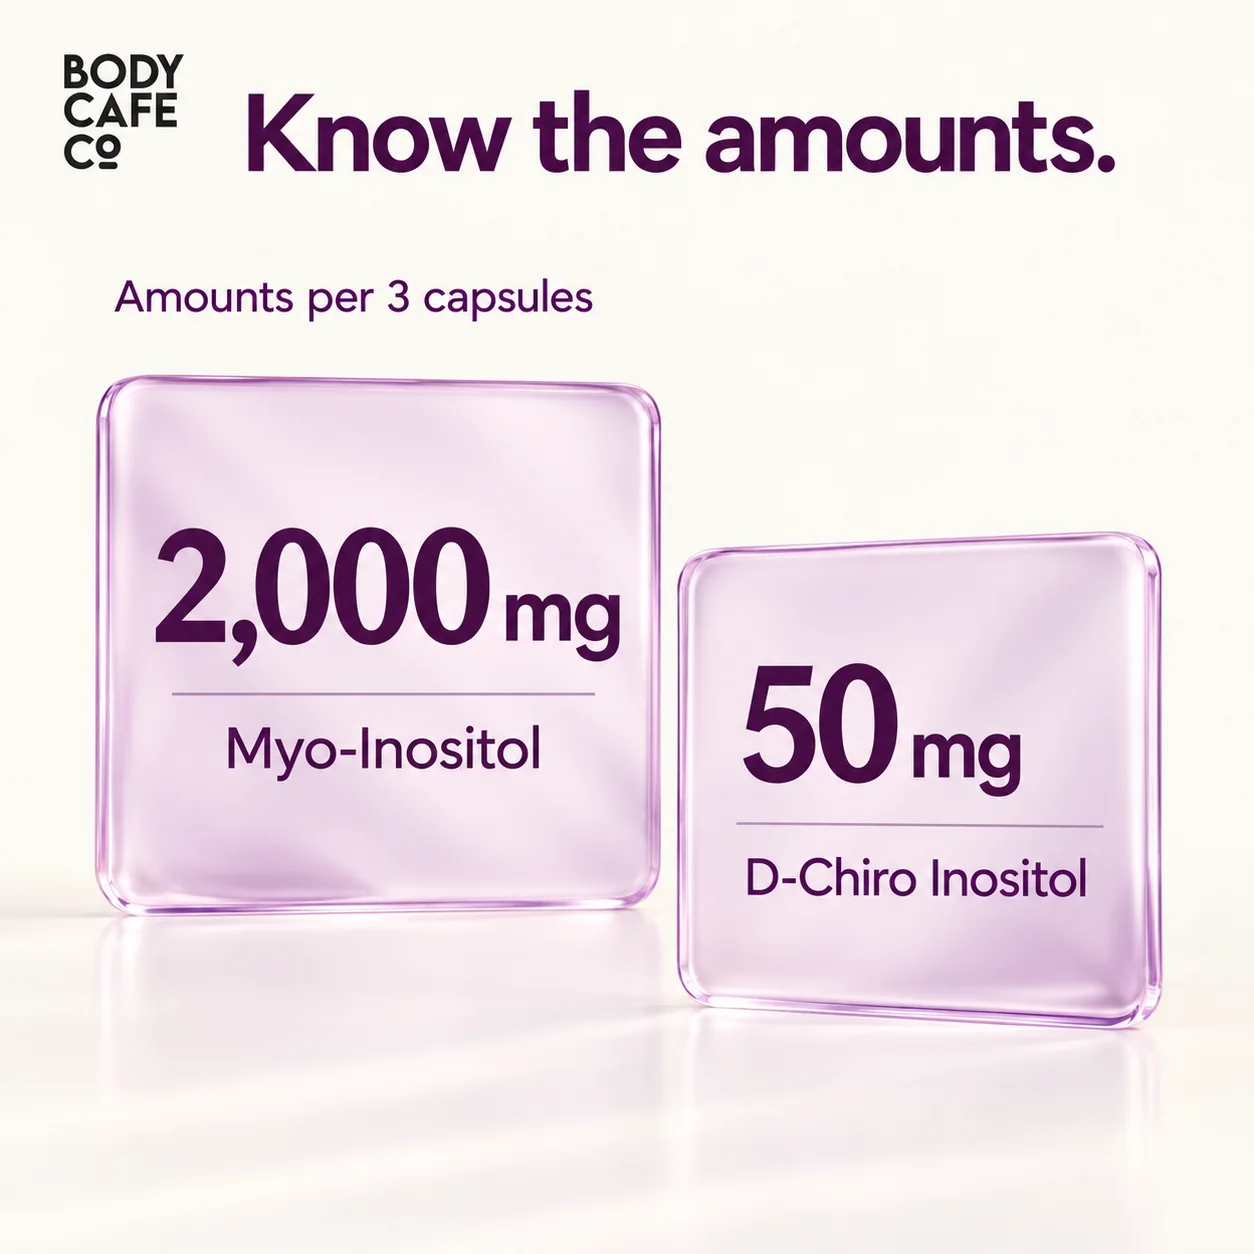 BODY
CAFE
Co
Know the amounts.
Amounts per 3 capsules
2,000 mg
Myo-Inositol
50 mg
D-Chiro Inositol